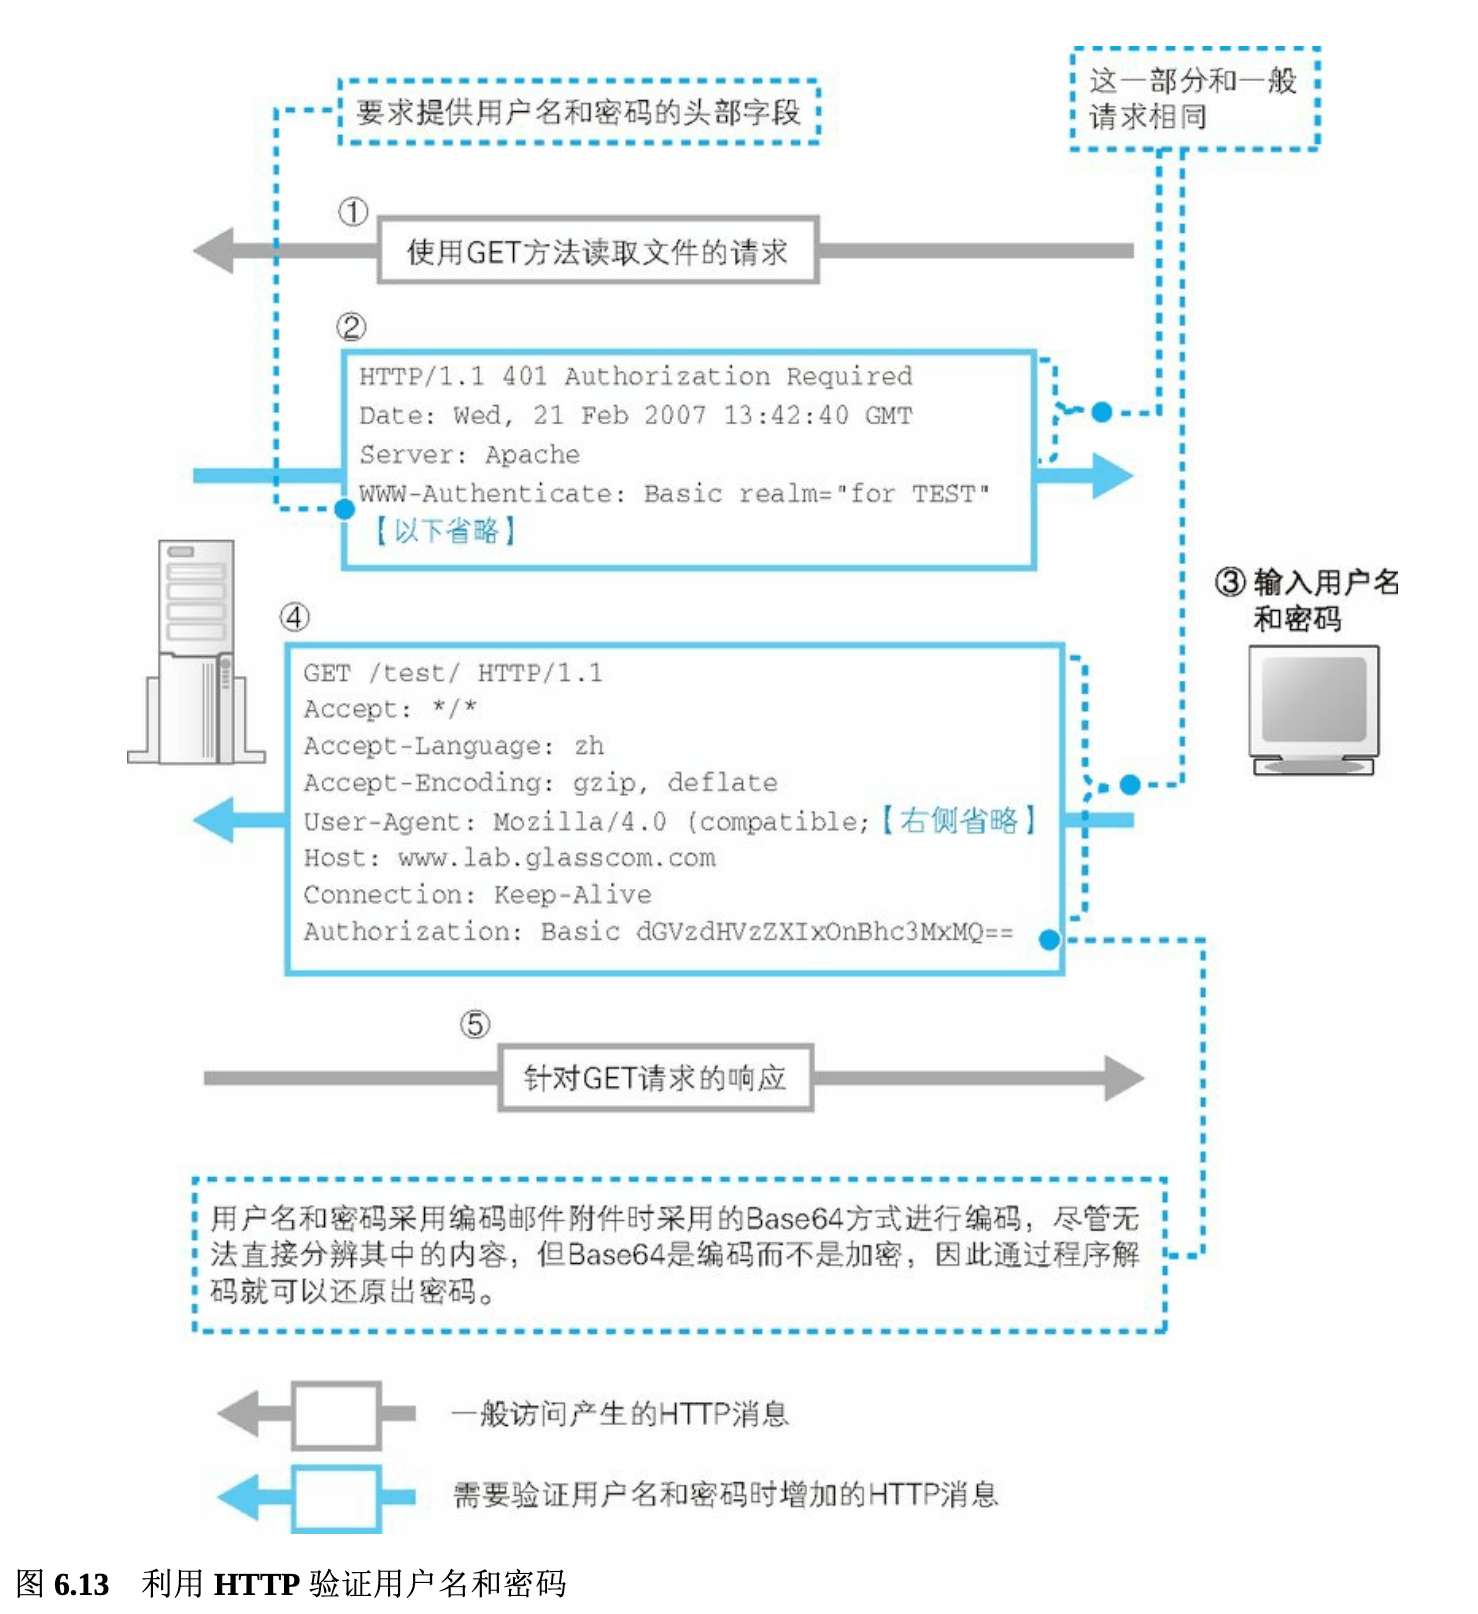 要求提供用户名和密码的头部字段
这一部分和一般
请求相同
①
使用GET方法读取文件的请求
②
HTTP/1.1 401 Authorization Required
Date: Wed, 21 Feb 2007 13:42:40 GMT
Server: Apache
WWW-Authenticate: Basic realm="for TEST"
【以下省略】
③ 输入用户名
和密码
④
GET /test/ HTTP/1.1
Accept: */*
Accept-Language: zh
Accept-Encoding: gzip, deflate
User-Agent: Mozilla/4.0 (compatible;【右侧省略】
Host: www.lab.glasscom.com
Connection: Keep-Alive
Authorization: Basic dGVzdHVzZXIxOnBhc3MxMQ==
⑤
针对GET请求的响应
用户名和密码采用编码邮件附件时采用的Base64方式进行编码，尽管无
法直接分辨其中的内容，但Base64是编码而不是加密，因此通过程序解
码就可以还原出密码。
一般访问产生的HTTP消息
需要验证用户名和密码时增加的HTTP消息
图 6.13 利用 HTTP 验证用户名和密码